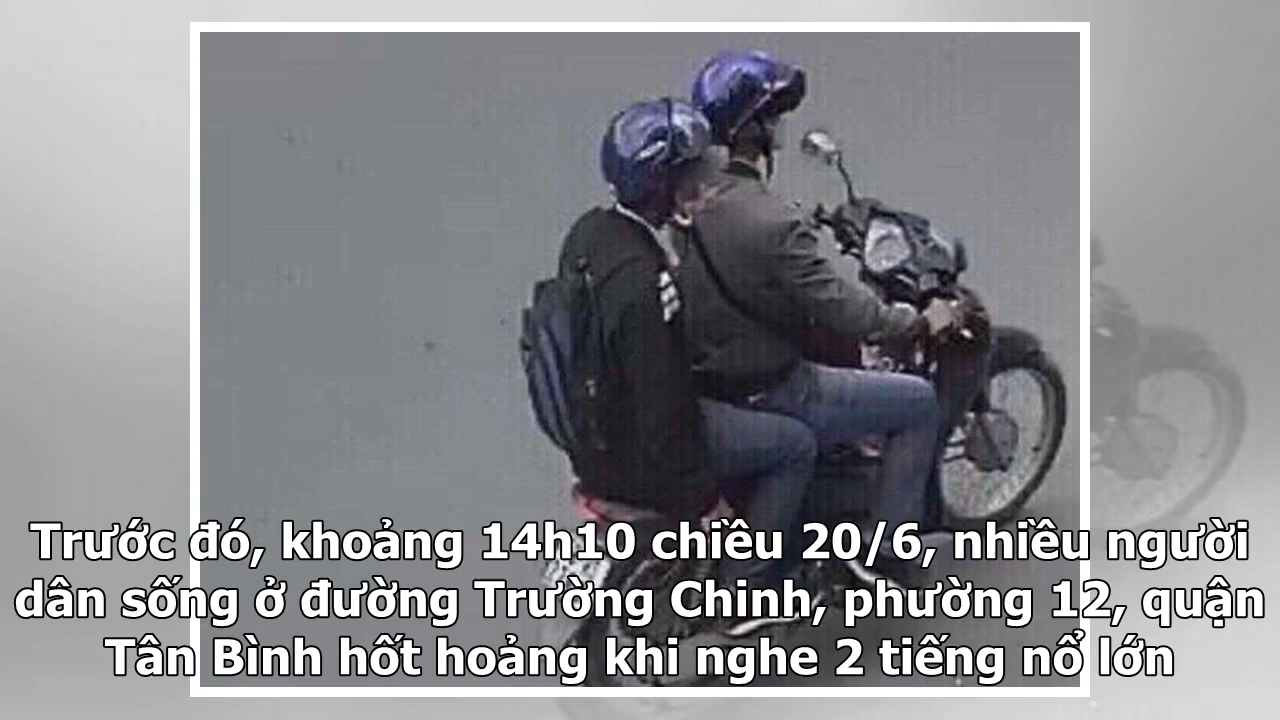 Trước đó, khoảng 14h10 chiều 20/6, nhiều người
dân sống ở đường Trường Chinh, phường 12, quận
Tân Bình hốt hoảng khi nghe 2 tiếng nổ lớn